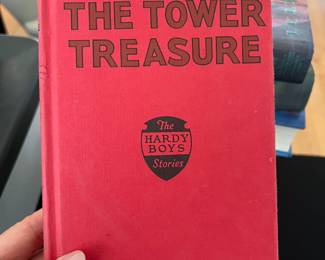 THE TOWER
TREASURE
The
HARDY
BOYS
Stories